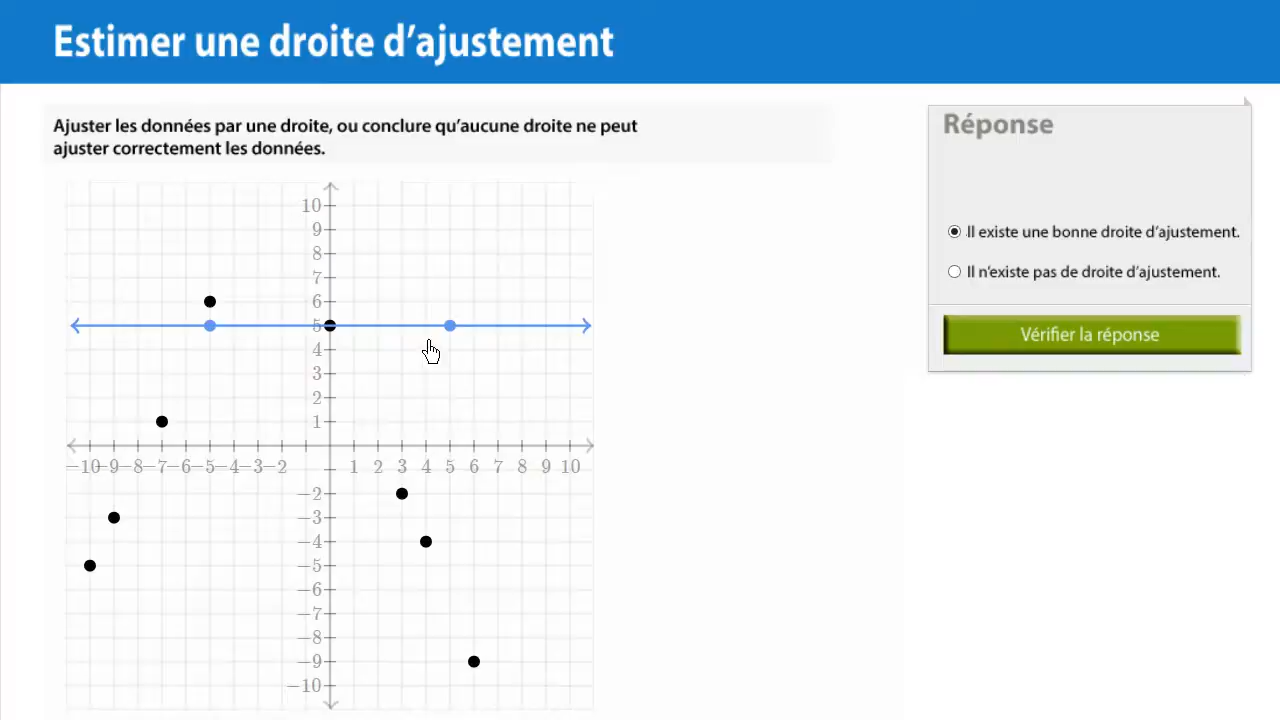 Estimer une droite d’ajustement
Ajuster les données par une droite, ou conclure qu’aucune droite ne peut
ajuster correctement les données.
Réponse
Il existe une bonne droite d’ajustement.
Il n’existe pas de droite d’ajustement.
Vérifier la réponse
10
9
8
7
6
5
4
3
2
1
−10 −9 −8 −7 −6 −5 −4 −3 −2 1 2 3 4 5 6 7 8 9 10
−2
−3
−4
−5
−6
−7
−8
−9
−10